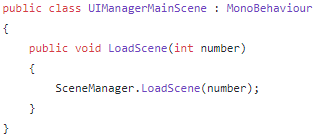 public class UIManagerMainScene : MonoBehaviour
{
    public void LoadScene(int number)
    {
        SceneManager.LoadScene(number);
    }
}